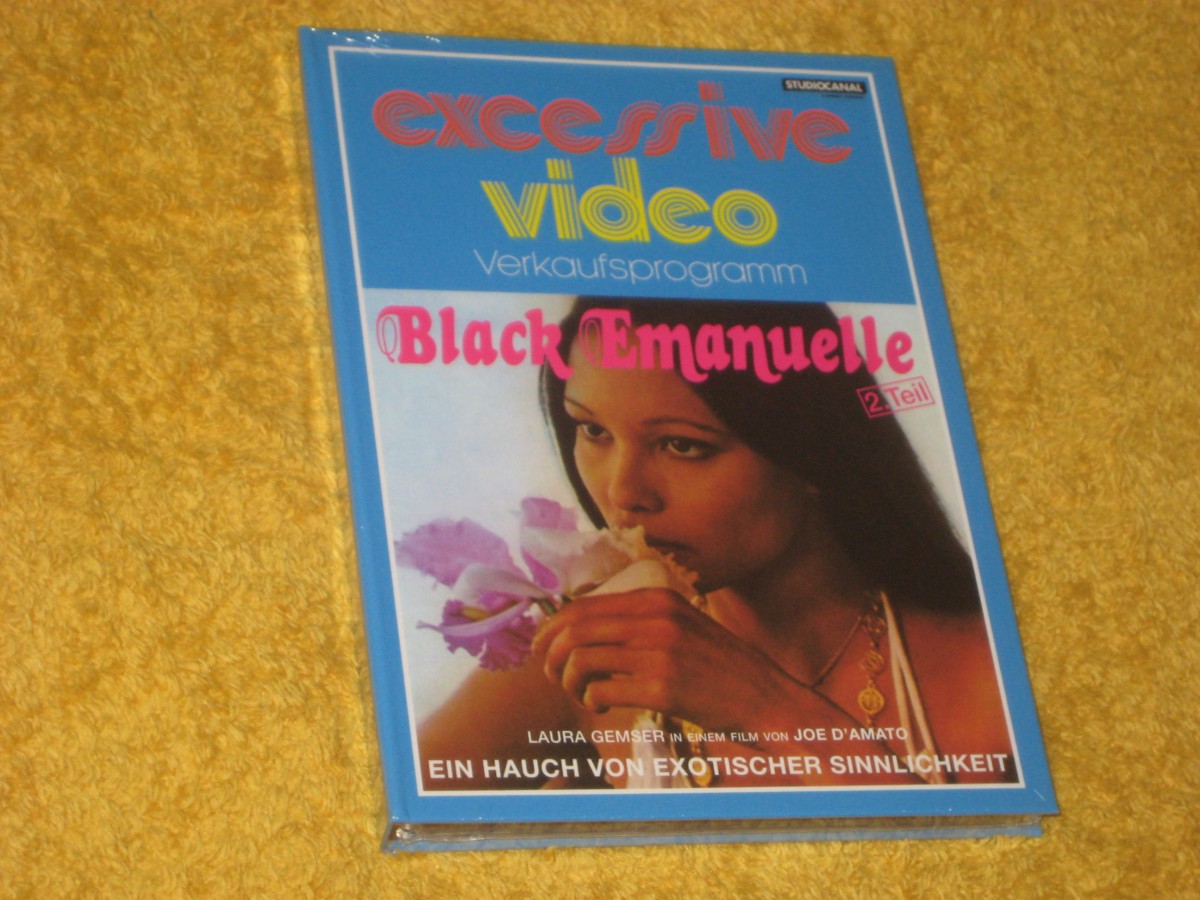 STUDIOCANAL
excessive
video
Verkaufsprogramm
Black Emanuelle
2.Teil
LAURA GEMSER IN EINEM FILM VON JOE D'AMATO
EIN HAUCH VON EXOTISCHER SINNLICHKEIT